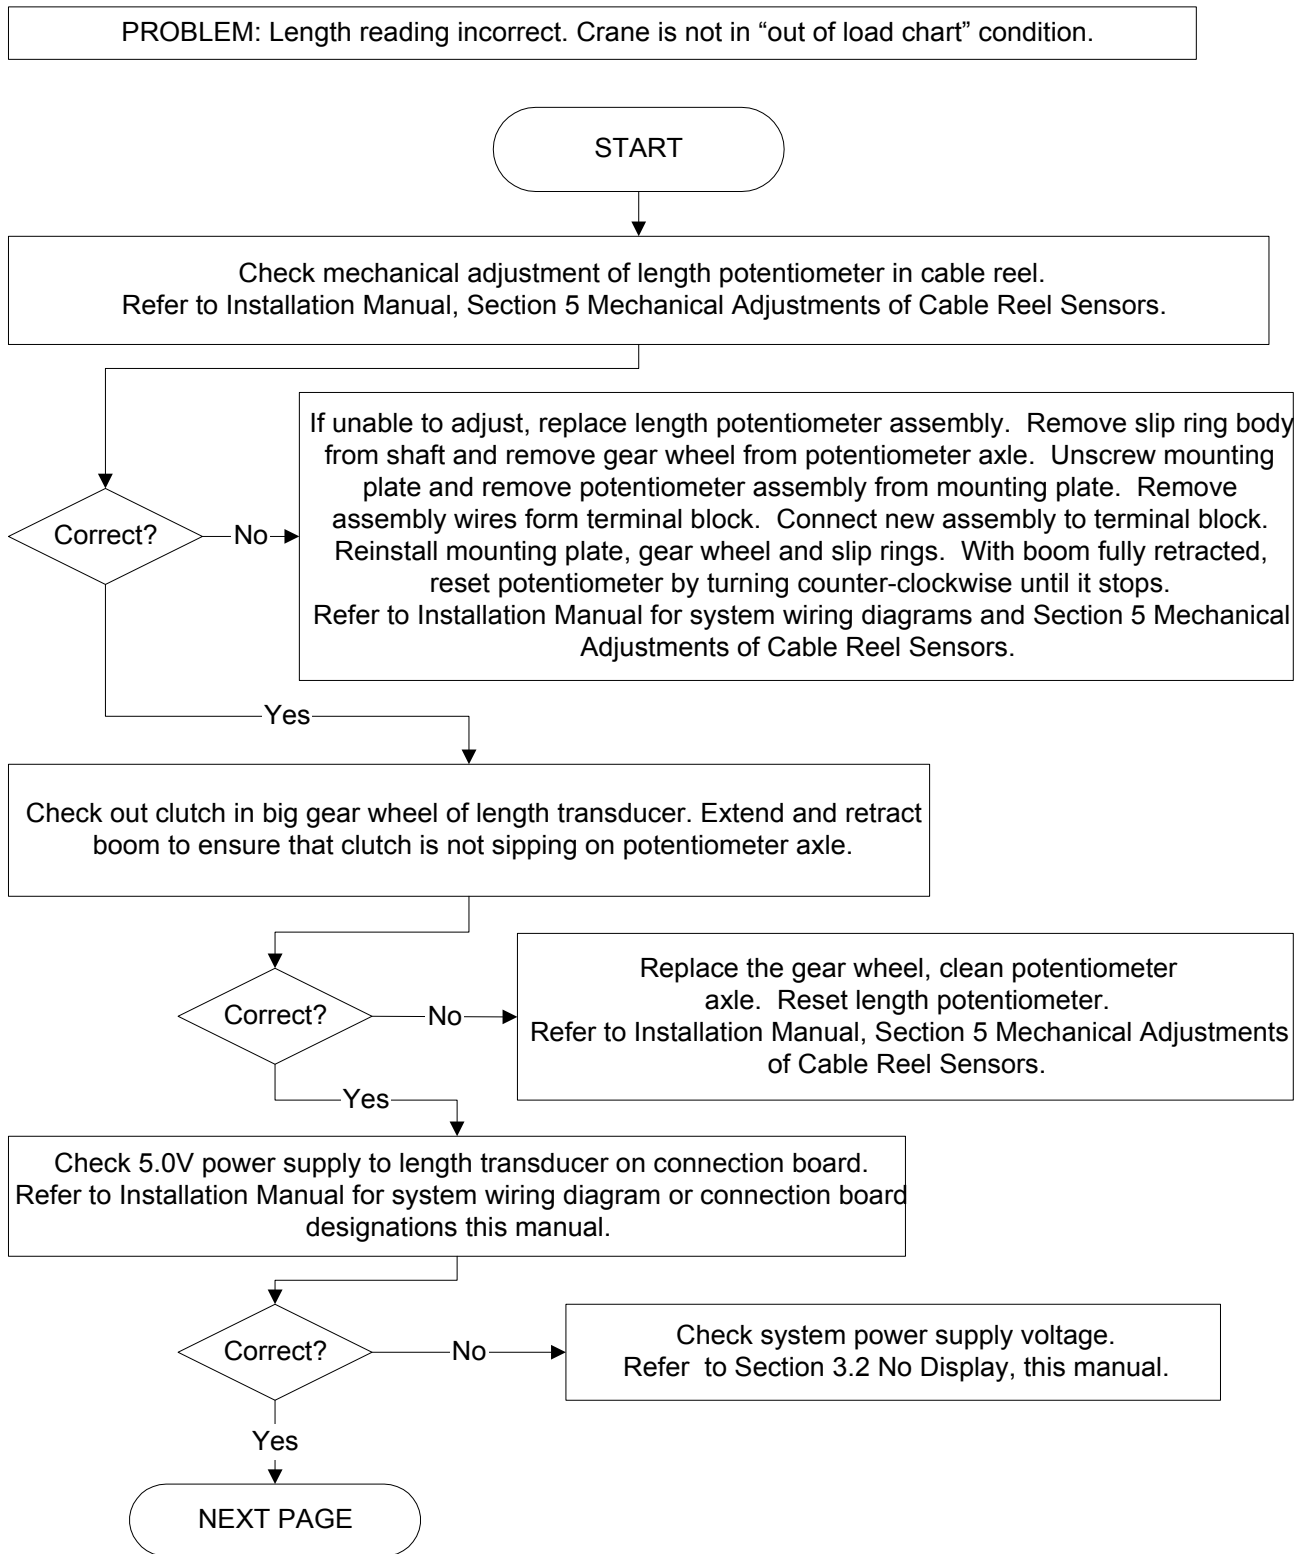 PROBLEM: Length reading incorrect. Crane is not in “out of load chart” condition.
START
Check mechanical adjustment of length potentiometer in cable reel.
Refer to Installation Manual, Section 5 Mechanical Adjustments of Cable Reel Sensors.
Correct?
No
If unable to adjust, replace length potentiometer assembly. Remove slip ring body
from shaft and remove gear wheel from potentiometer axle. Unscrew mounting
plate and remove potentiometer assembly from mounting plate. Remove
assembly wires form terminal block. Connect new assembly to terminal block.
Reinstall mounting plate, gear wheel and slip rings. With boom fully retracted,
reset potentiometer by turning counter-clockwise until it stops.
Refer to Installation Manual for system wiring diagrams and Section 5 Mechanical
Adjustments of Cable Reel Sensors.
Yes
Check out clutch in big gear wheel of length transducer. Extend and retract
boom to ensure that clutch is not sipping on potentiometer axle.
Correct?
No
Replace the gear wheel, clean potentiometer
axle. Reset length potentiometer.
Refer to Installation Manual, Section 5 Mechanical Adjustments
of Cable Reel Sensors.
Yes
Check 5.0V power supply to length transducer on connection board.
Refer to Installation Manual for system wiring diagram or connection board
designations this manual.
Correct?
No
Check system power supply voltage.
Refer to Section 3.2 No Display, this manual.
Yes
NEXT PAGE